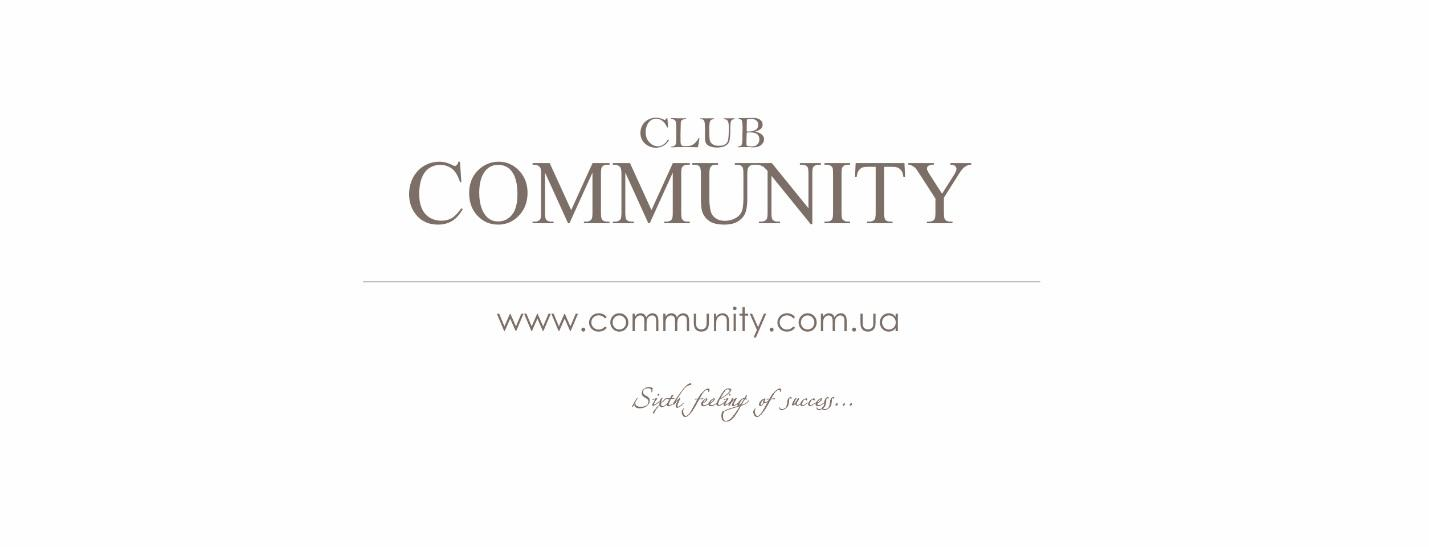 CLUB
COMMUNITY
www.community.com.ua
Sixth feeling of success...